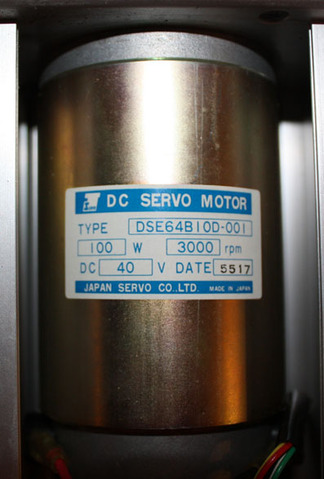 DC SERVO MOTOR
TYPE DSE64B10D-001
100 W 3000 rpm
DC 40 V DATE 5517
JAPAN SERVO CO.,LTD. MADE IN JAPAN